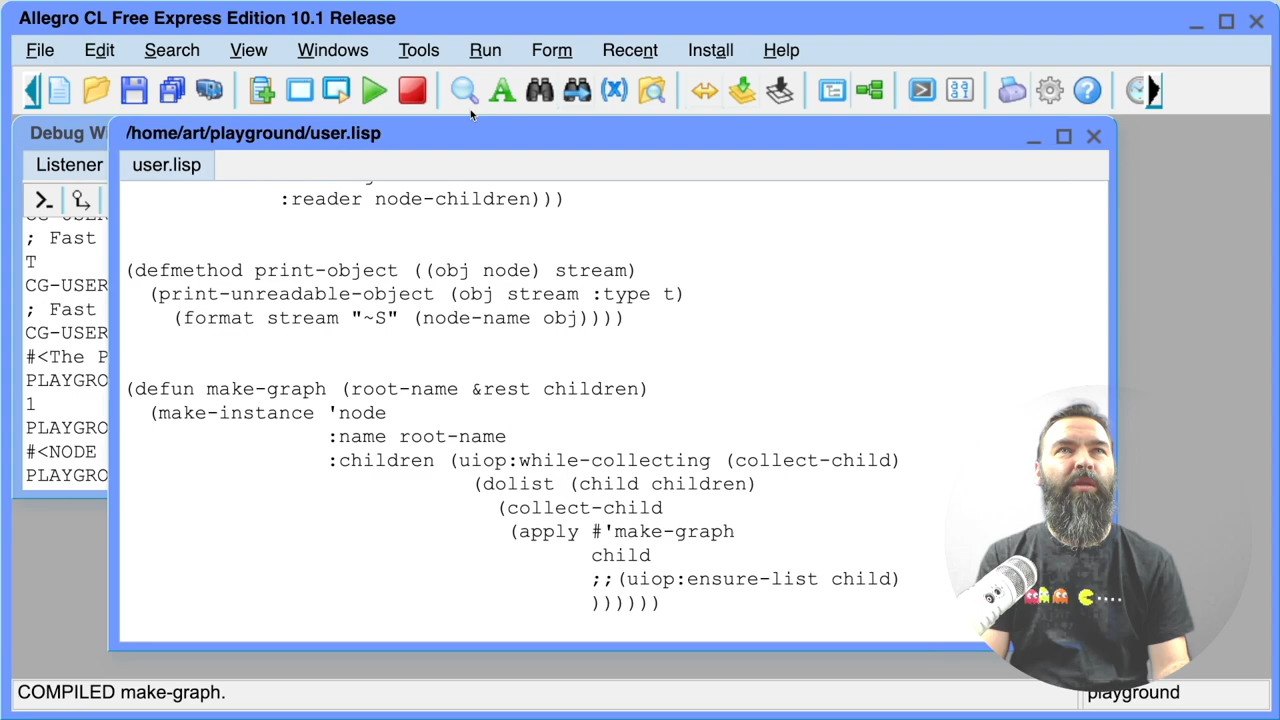 Allegro CL Free Express Edition 10.1 Release
File Edit Search View Windows Tools Run Form Recent Install Help
Debug Wi
/home/art/playground/user.lisp
Listener
user.lisp
:reader node-children)))
; Fast
T
CG-USER
; Fast
CG-USER
#<The P
PLAYGRO
1
PLAYGRO
#<NODE
PLAYGRO
(defmethod print-object ((obj node) stream)
(print-unreadable-object (obj stream :type t)
(format stream "~S" (node-name obj))))
(defun make-graph (root-name &rest children)
(make-instance 'node
:name root-name
:children (uiop:while-collecting (collect-child)
(dolist (child children)
(collect-child
(apply #'make-graph
child
;;(uiop:ensure-list child)
))))))
COMPILED make-graph.
playground